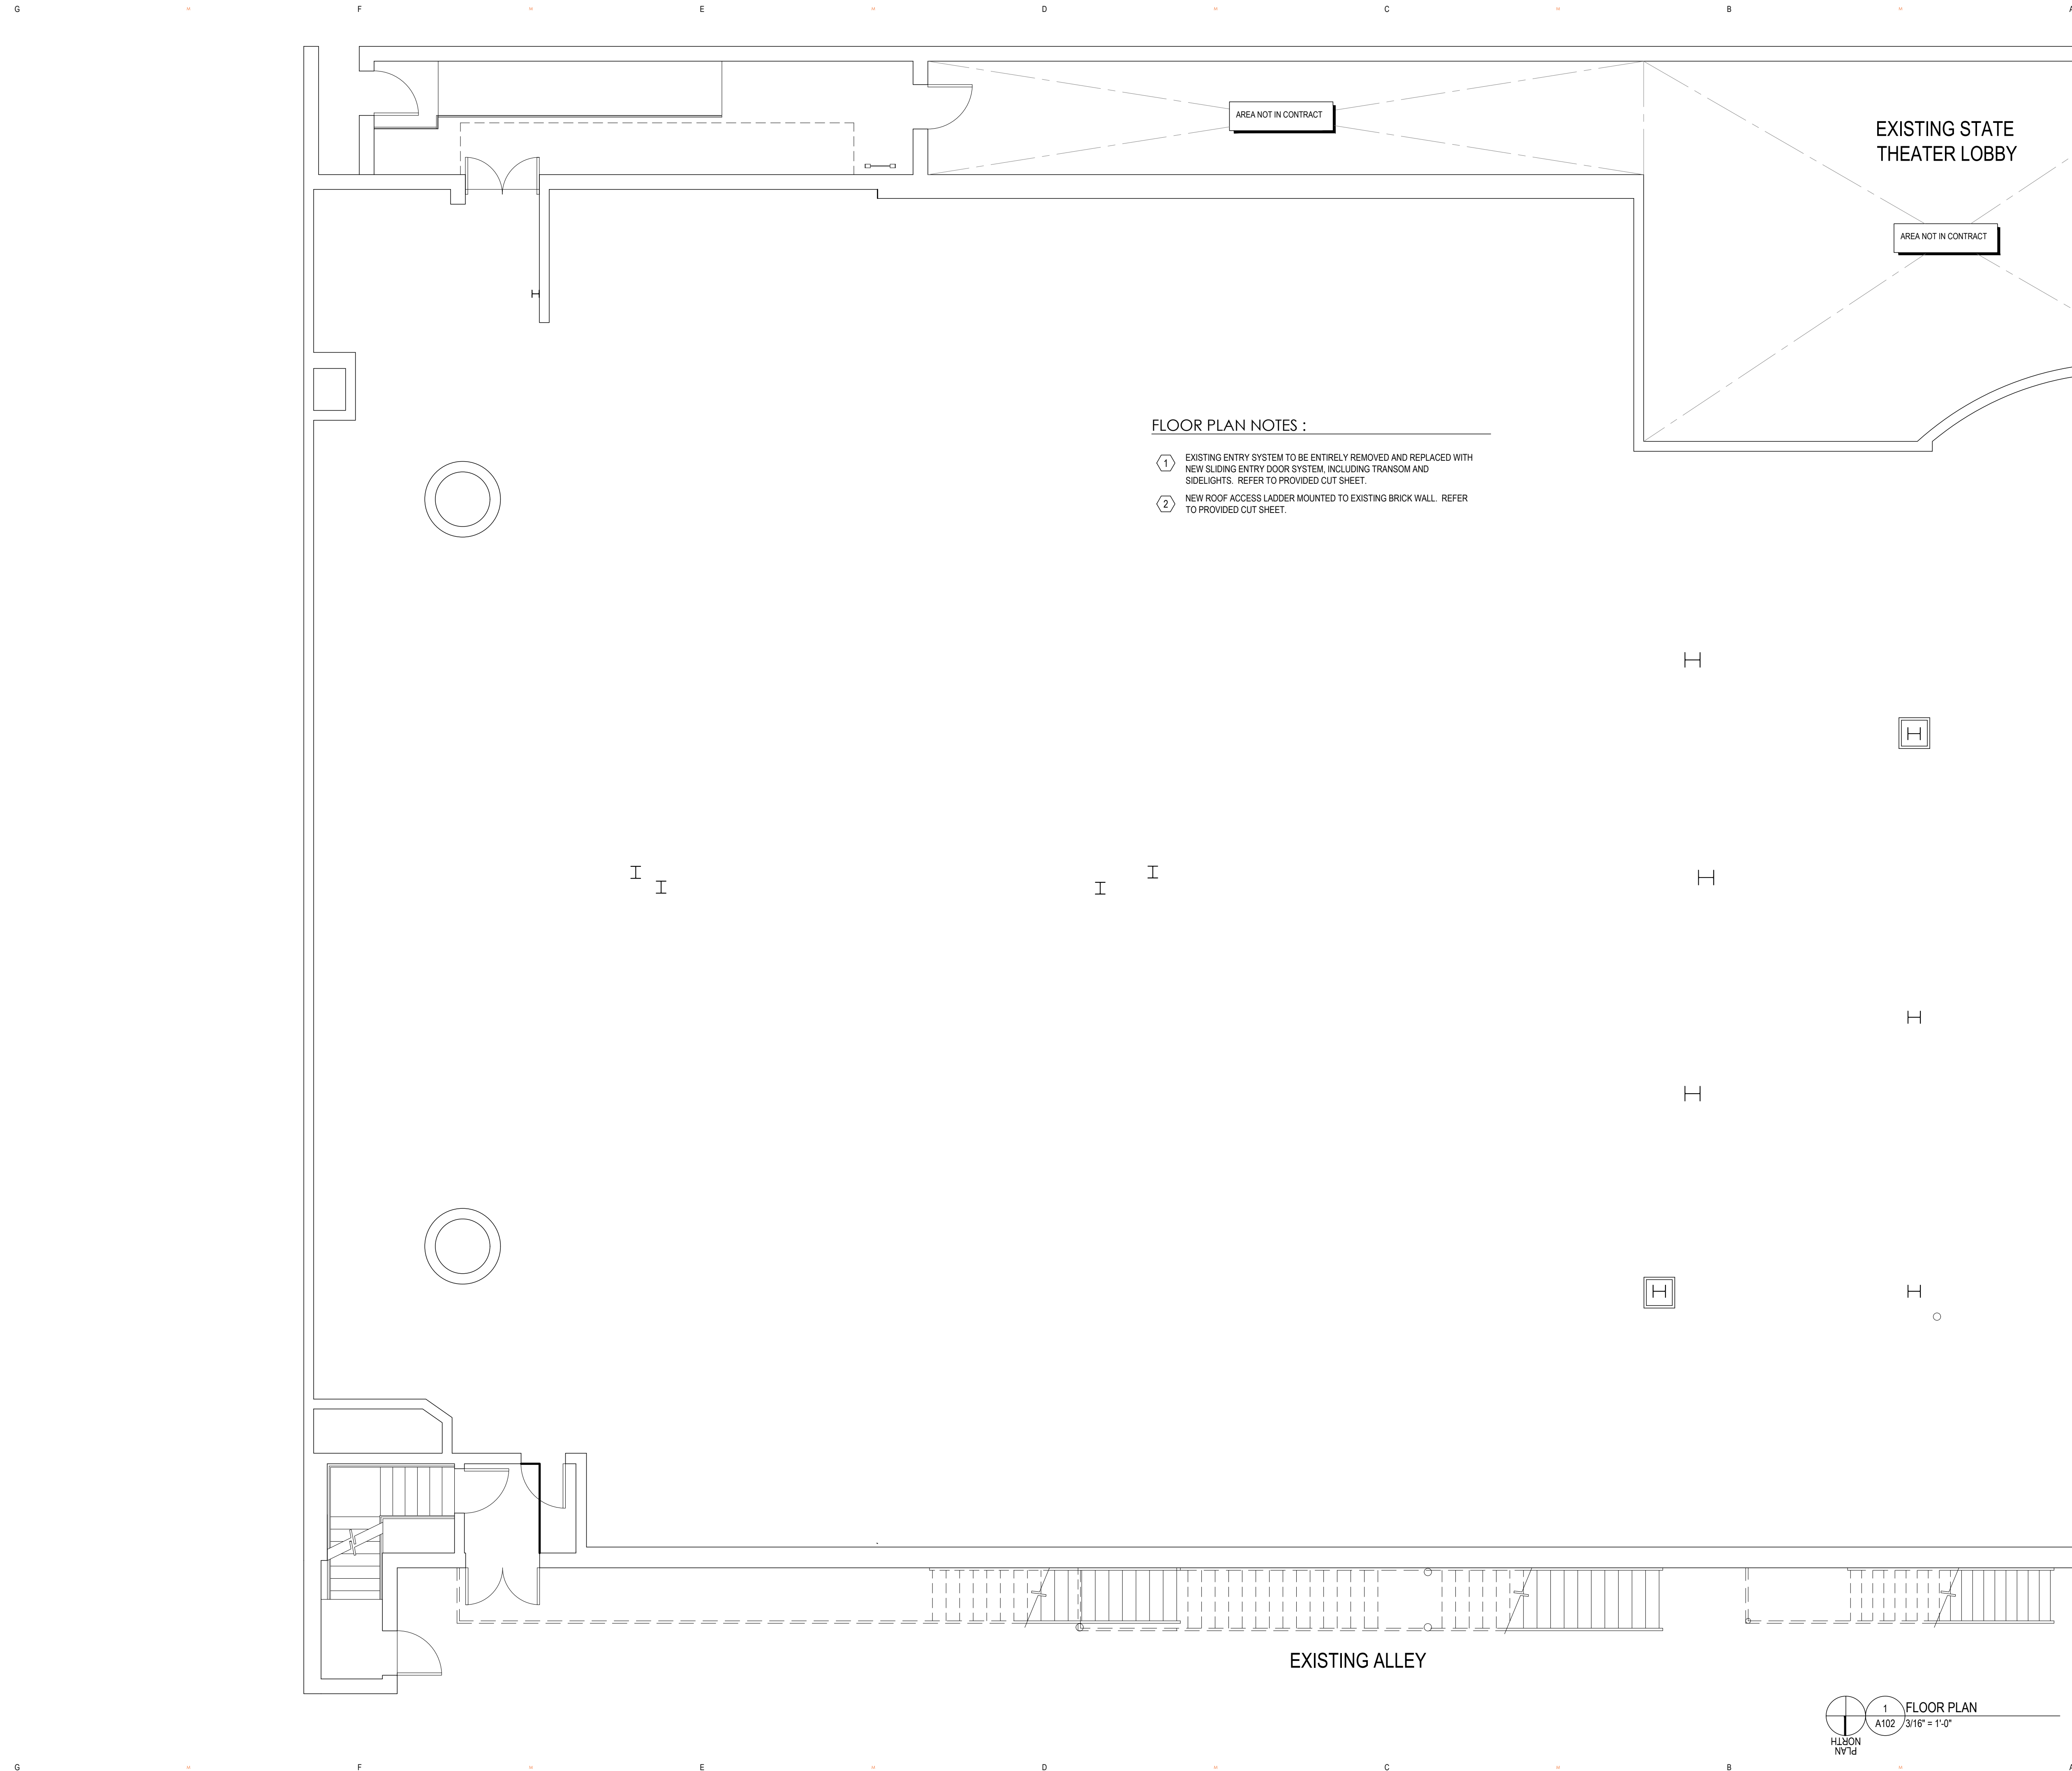 G F E D C B A
EXISTING STATE
THEATER LOBBY
AREA NOT IN CONTRACT
AREA NOT IN CONTRACT
FLOOR PLAN NOTES :
1 EXISTING ENTRY SYSTEM TO BE ENTIRELY REMOVED AND REPLACED WITH
NEW SLIDING ENTRY DOOR SYSTEM, INCLUDING TRANSOM AND
SIDELIGHTS. REFER TO PROVIDED CUT SHEET.
2 NEW ROOF ACCESS LADDER MOUNTED TO EXISTING BRICK WALL. REFER
TO PROVIDED CUT SHEET.
EXISTING ALLEY
1 FLOOR PLAN
A102 3/16" = 1'-0"
PLAN
NORTH
G F E D C B A